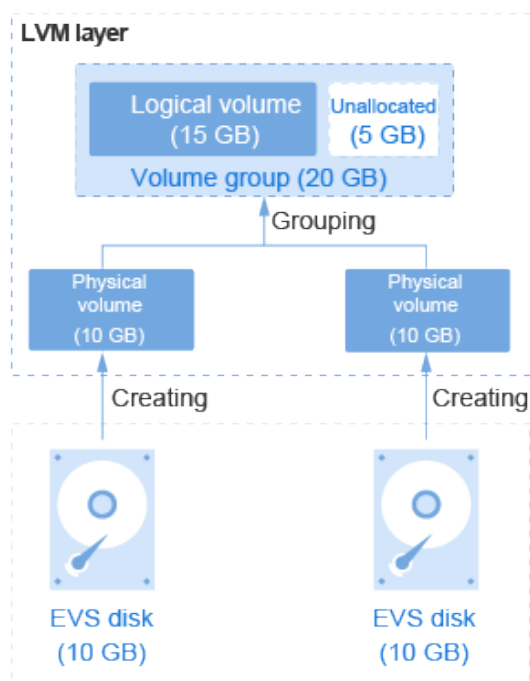 LVM layer
Logical volume
(15 GB)
Unallocated
(5 GB)
Volume group (20 GB)
Grouping
Physical
volume
(10 GB)
Physical
volume
(10 GB)
Creating
Creating
EVS disk
(10 GB)
EVS disk
(10 GB)